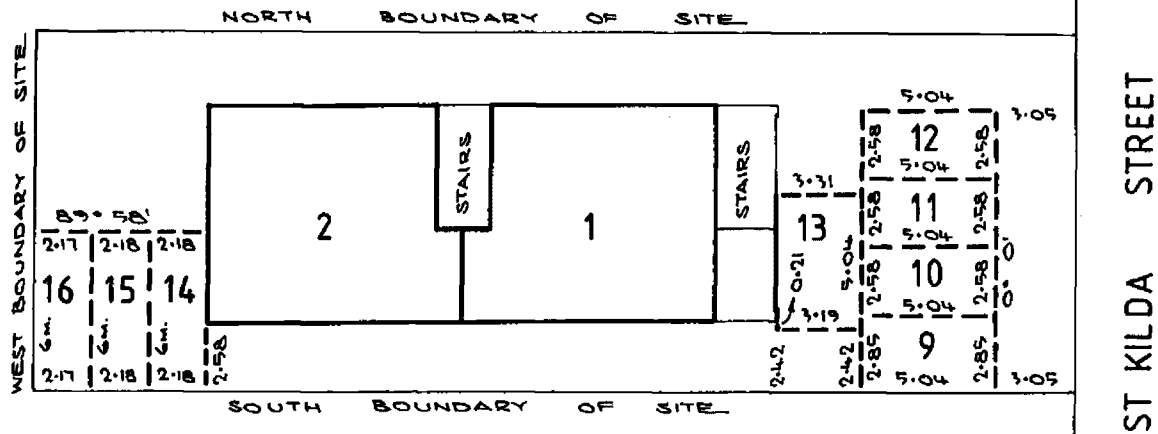 NORTH BOUNDARY OF SITE
WEST BOUNDARY OF SITE
ST KILDA STREET
5·04
3·05
2·58 12 2·58
5·04
STAIRS
STAIRS
3·31
2·58 11 2·58
89° 58'
2 1 13
5·04
2·17 2·18 2·18
16 15 14
0·21 5·04
2·58 10 2·58
0° 0'
6M. 6M. 6M.
5·04
3·19
2·58
2·42 2·42
2·85 9 2·85
2·17 2·18 2·18
5·04 3·05
SOUTH BOUNDARY OF SITE